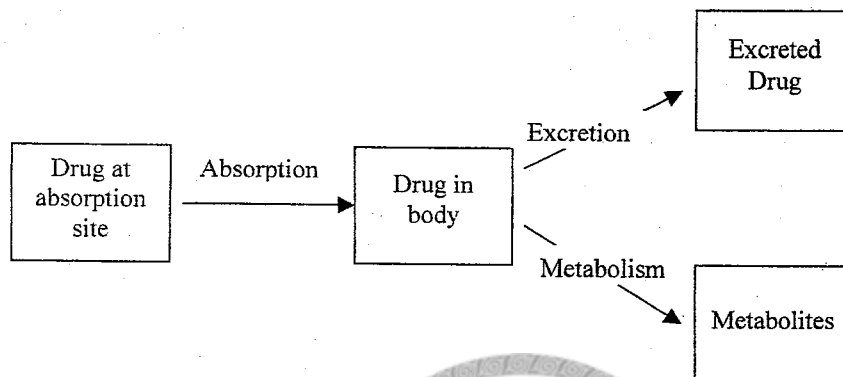 Excreted
Drug
Excretion
Drug at
absorption
site
Absorption
Drug in
body
Metabolism
Metabolites